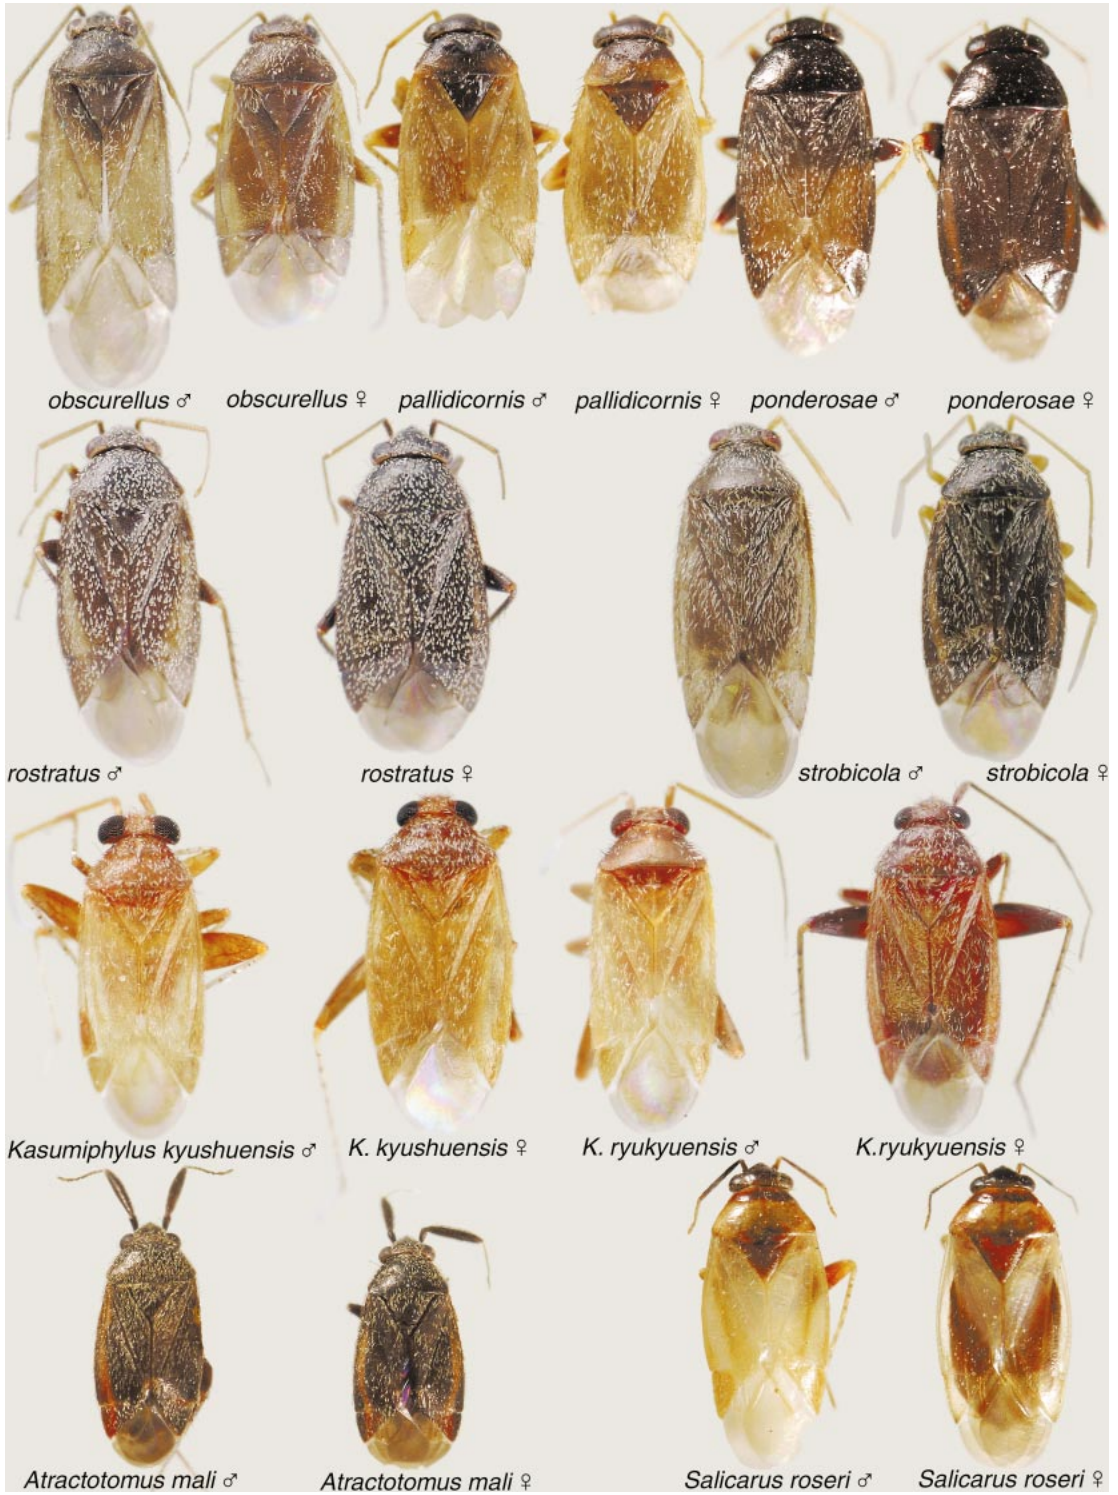 obscurellus ♂ obscurellus ♀ pallidicornis ♂ pallidicornis ♀ ponderosae ♂ ponderosae ♀
rostratus ♂ rostratus ♀ strobicola ♂ strobicola ♀
Kasumiphylus kyushuensis ♂ K. kyushuensis ♀ K. ryukyuensis ♂ K.ryukyuensis ♀
Atractotomus mali ♂ Atractotomus mali ♀ Salicarus roseri ♂ Salicarus roseri ♀